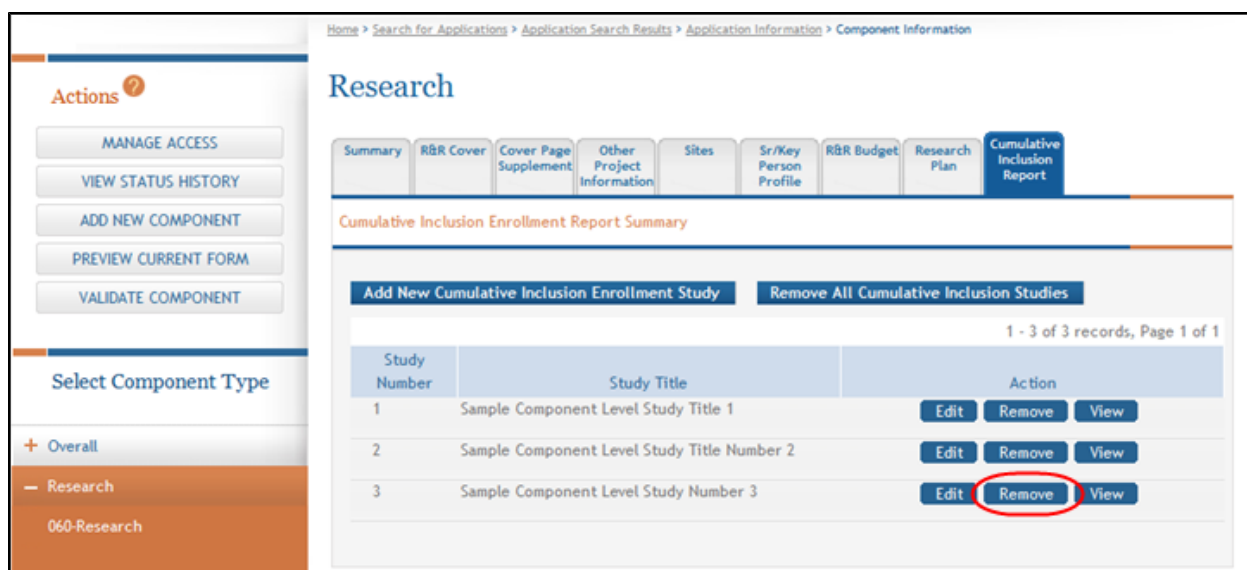 Home > Search for Applications > Application Search Results > Application Information > Component Information
Actions ?
MANAGE ACCESS
VIEW STATUS HISTORY
ADD NEW COMPONENT
PREVIEW CURRENT FORM
VALIDATE COMPONENT
Select Component Type
+ Overall
– Research
060-Research
Research
Summary
R&R Cover
Cover Page
Supplement
Other
Project
Information
Sites
Sr/Key
Person
Profile
R&R Budget
Research
Plan
Cumulative
Inclusion
Report
Cumulative Inclusion Enrollment Report Summary
Add New Cumulative Inclusion Enrollment Study Remove All Cumulative Inclusion Studies
1 - 3 of 3 records, Page 1 of 1
Study
Number Study Title Action
1 Sample Component Level Study Title 1 Edit Remove View
2 Sample Component Level Study Title Number 2 Edit Remove View
3 Sample Component Level Study Number 3 Edit Remove View